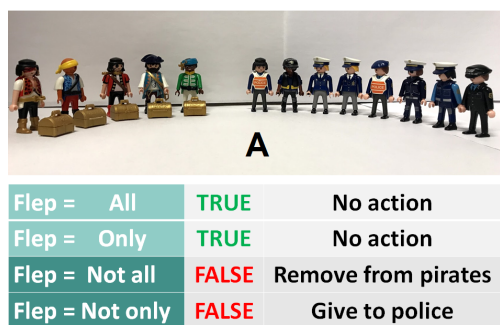 A
Flep = All TRUE No action
Flep = Only TRUE No action
Flep = Not all FALSE Remove from pirates
Flep = Not only FALSE Give to police